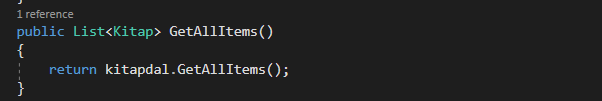 1 reference
public List<Kitap> GetAllItems()
{
return kitapdal.GetAllItems();
}